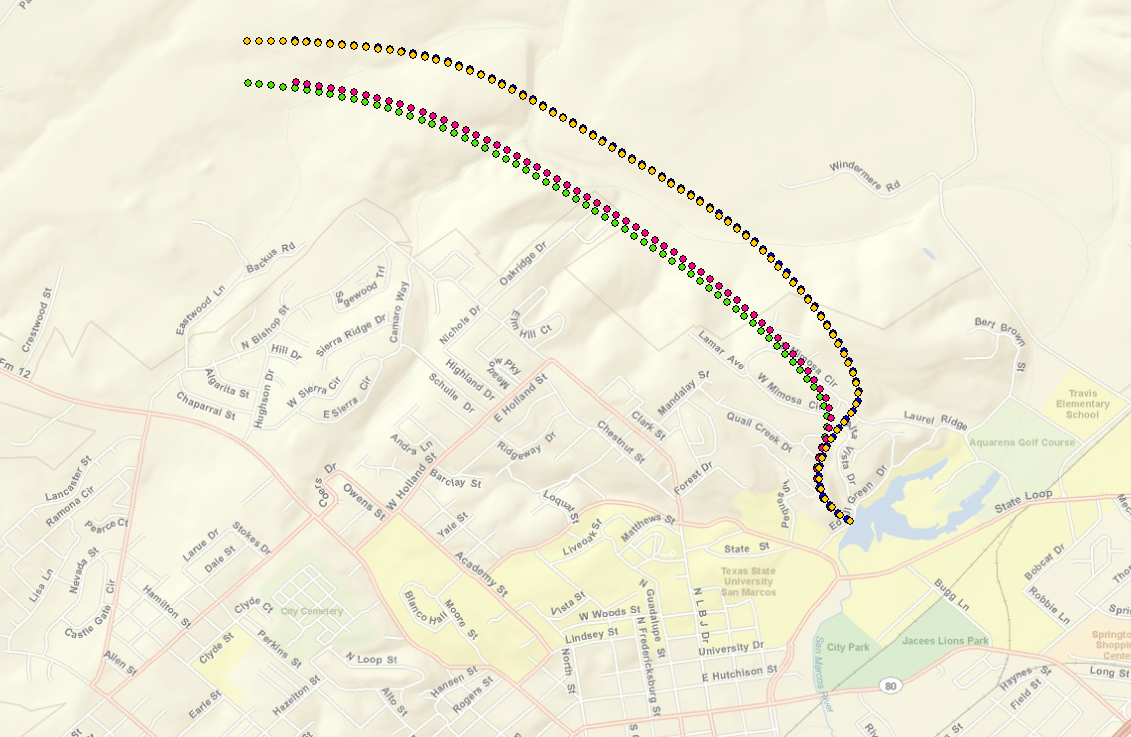 Windermere Rd
Backus Rd
Oakridge Dr
Sagewood Trl
Camaro Way
Eastwood Ln
Crestwood St
N Bishop St
Sierra Ridge Dr
Nichols Dr
Elm Hill Ct
Bert Brown St
Hill Dr
Lamar Ave
Mimosa Cir
Fm 12
Algarita St
Hughson Dr
W Sierra Cir
E Sierra Cir
Highland Dr
Schulle Dr
E Holland St
W Mimosa Cir
Mandalay St
Travis
Elementary
School
Chaparral St
Clark St
Quail Creek Dr
Laurel Ridge
Aquarena Golf Course
Chestnut St
Ridgeway Dr
Vista Dr
Lancaster St
Ramona Cir
Coers Dr
Owens St
W Holland St
Barclay St
Forest Dr
Green Dr
State Loop
Loquat St
Pearce Ct
Stokes Dr
Larue Dr
Dale St
Yale St
Liveoak St
Matthews St
State St
Lisa Ln
Nevada St
Academy St
Texas State
University
San Marcos
Bobcat Dr
Hamilton St
Castle Gate Cir
Clyde Ct
City Cemetery
Blanco Hall
Moore St
Vista St
W Woods St
N Guadalupe St
N L B J Dr
Bugg Ln
Robbie Ln
Clyde St
Perkins St
Lindsey St
N Fredericksburg St
University Dr
San Marcos River
City Park
Jacees Lions Park
Allen St
N Loop St
North St
E Hutchison St
80
Long St
Earle St
Hazelton St
Alto St
Hansen St
Rogers St
Haynes St
Field St